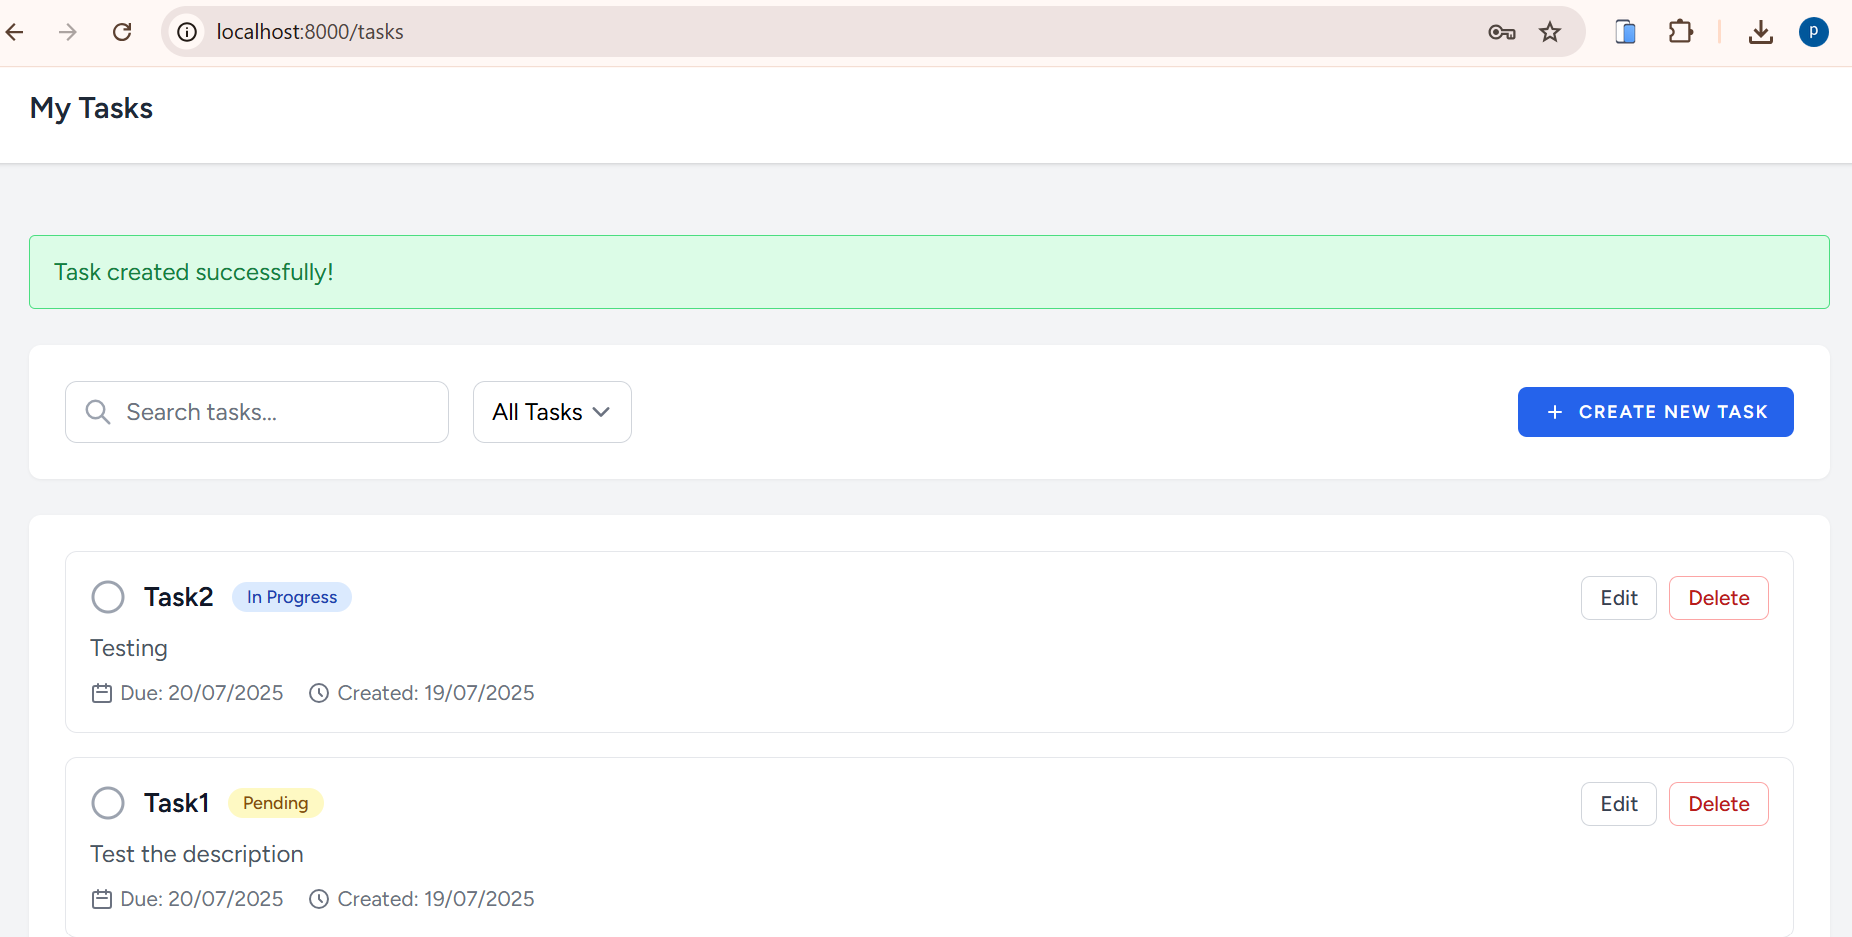 localhost:8000/tasks
p
My Tasks
Task created successfully!
Search tasks...
All Tasks
+ CREATE NEW TASK
Task2 In Progress
Edit Delete
Testing
Due: 20/07/2025 Created: 19/07/2025
Task1 Pending
Edit Delete
Test the description
Due: 20/07/2025 Created: 19/07/2025